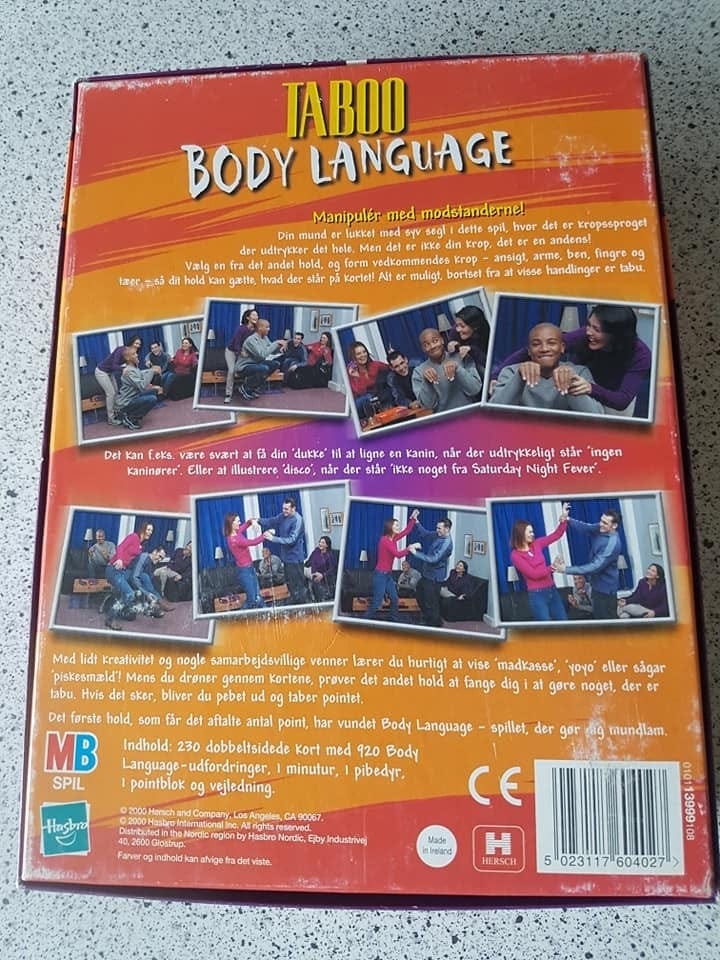 TABOO
BODY LANGUAGE
Manipulér med modstanderne!
Din mund er lukket med syv segl i dette spil, hvor det er kropssproget
der udtrykker det hele. Men det er ikke din krop, det er en andens!
Vælg en fra det andet hold, og form vedkommendes krop - ansigt, arme, ben, fingre og
tæer - så dit hold kan gætte, hvad der står på kortet! Alt er muligt, bortset fra at visse handlinger er tabu.
Det kan f.eks. være svært at få din 'dukke' til at ligne en kanin, når der udtrykkeligt står 'ingen
kaninører'. Eller at illustrere 'disco', når der står 'ikke noget fra Saturday Night Fever'.
Med lidt kreativitet og nogle samarbejdsvillige venner lærer du hurtigt at vise 'madkasse', 'yoyo' eller sågar
'piskesmæld'! Mens du drøner gennem kortene, prøver det andet hold at fange dig i at gøre noget, der er
tabu. Hvis det sker, bliver du pebet ud og taber pointet.
Det første hold, som får det aftalte antal point, har vundet Body Language - spillet, der gør dig mundlam.
MB
SPIL
Indhold: 230 dobbeltsidede kort med 920 Body
Language-udfordringer, 1 minutur, 1 pibedyr,
1 pointblok og vejledning.
Hasbro
© 2000 Hersch and Company, Los Angeles, CA 90067.
© 2000 Hasbro International Inc. All rights reserved.
Distributed in the Nordic region by Hasbro Nordic, Ejby Industrivej
40, 2600 Glostrup.
Farver og indhold kan afvige fra det viste.
CE
Made
in Ireland
H
HERSCH
5 023117 604027 >
010113999108